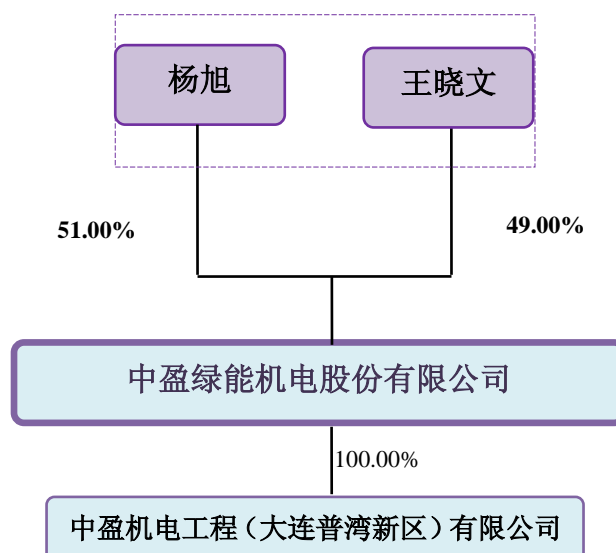 杨旭
王晓文
51.00%
49.00%
中盈绿能机电股份有限公司
100.00%
中盈机电工程（大连普湾新区）有限公司